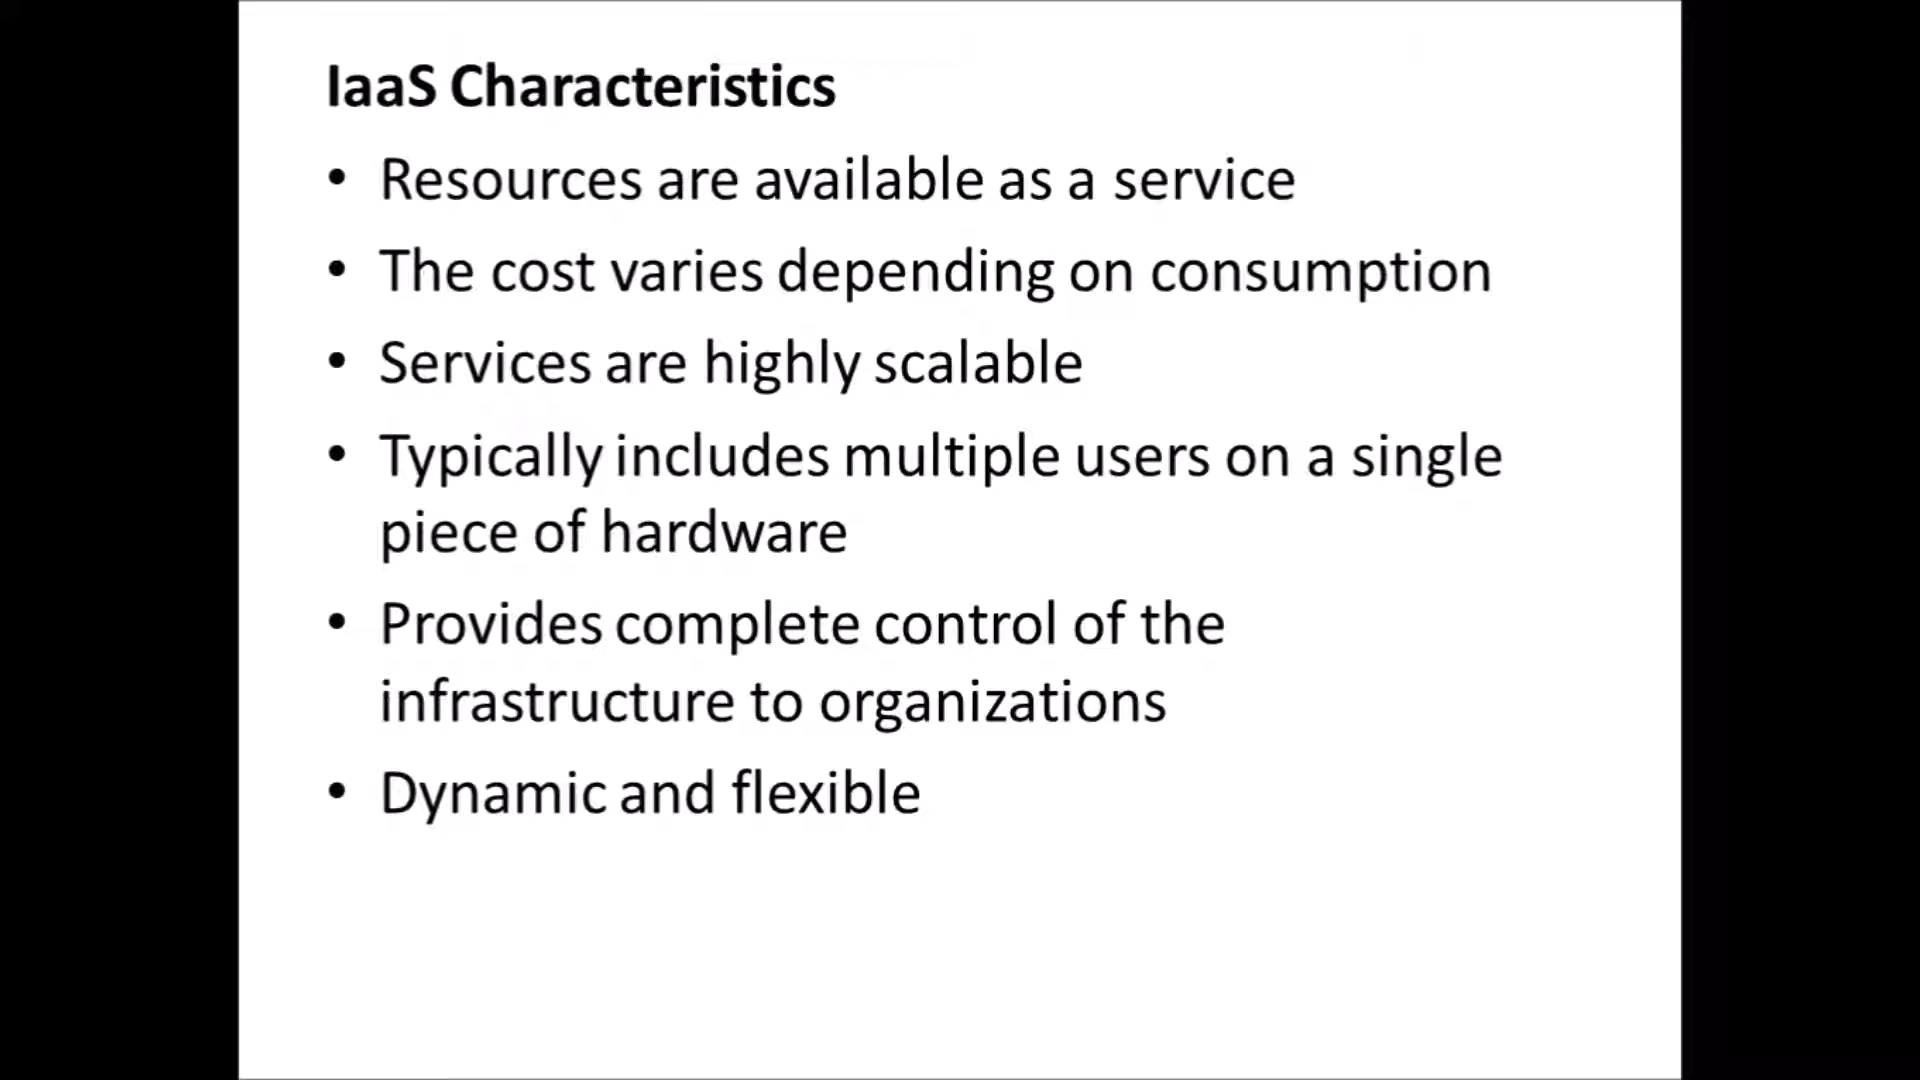 IaaS Characteristics
• Resources are available as a service
• The cost varies depending on consumption
• Services are highly scalable
• Typically includes multiple users on a single
piece of hardware
• Provides complete control of the
infrastructure to organizations
• Dynamic and flexible